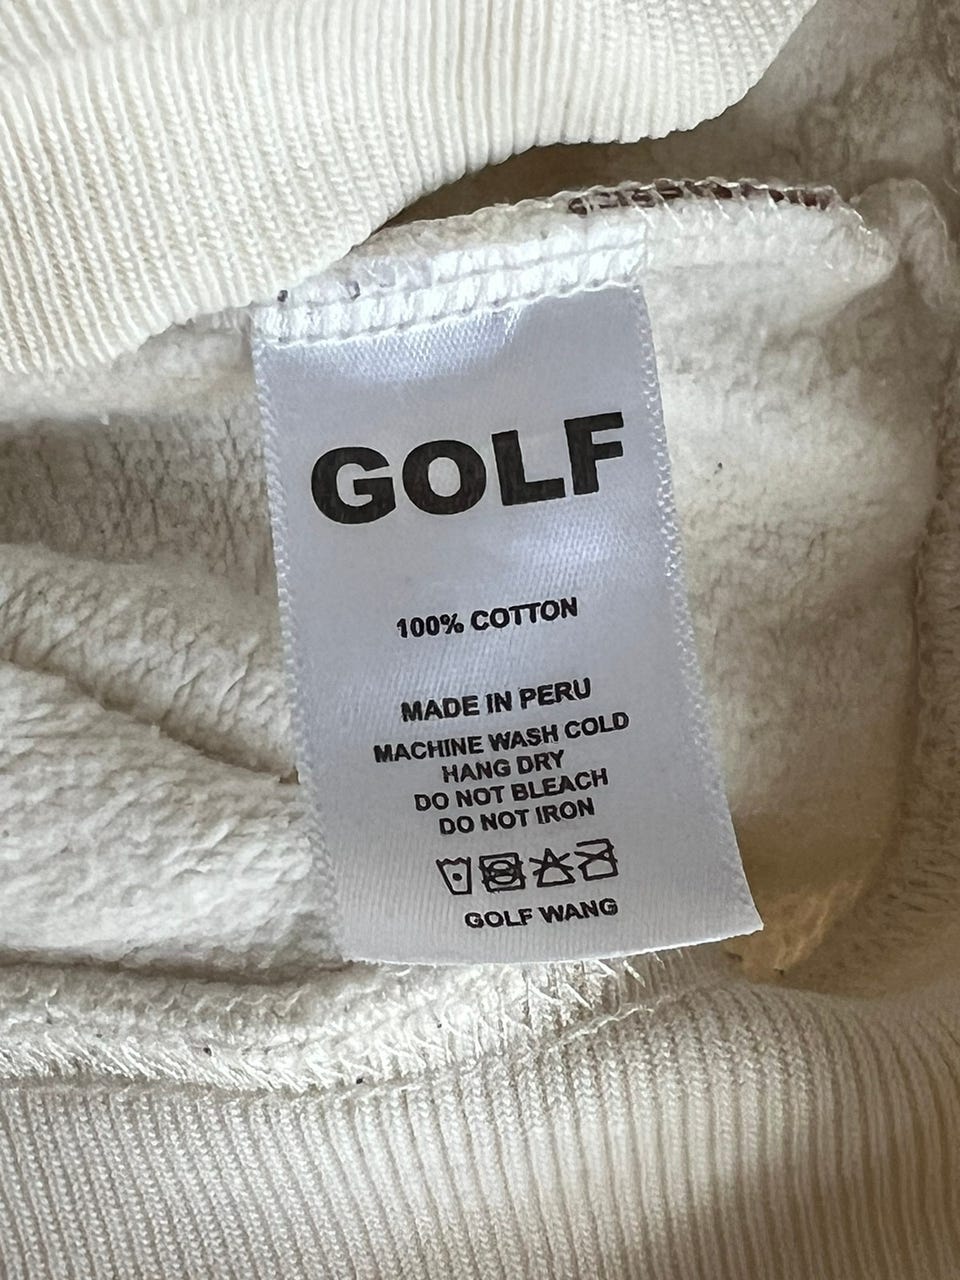 GOLF
100% COTTON
MADE IN PERU
MACHINE WASH COLD
HANG DRY
DO NOT BLEACH
DO NOT IRON
GOLF WANG